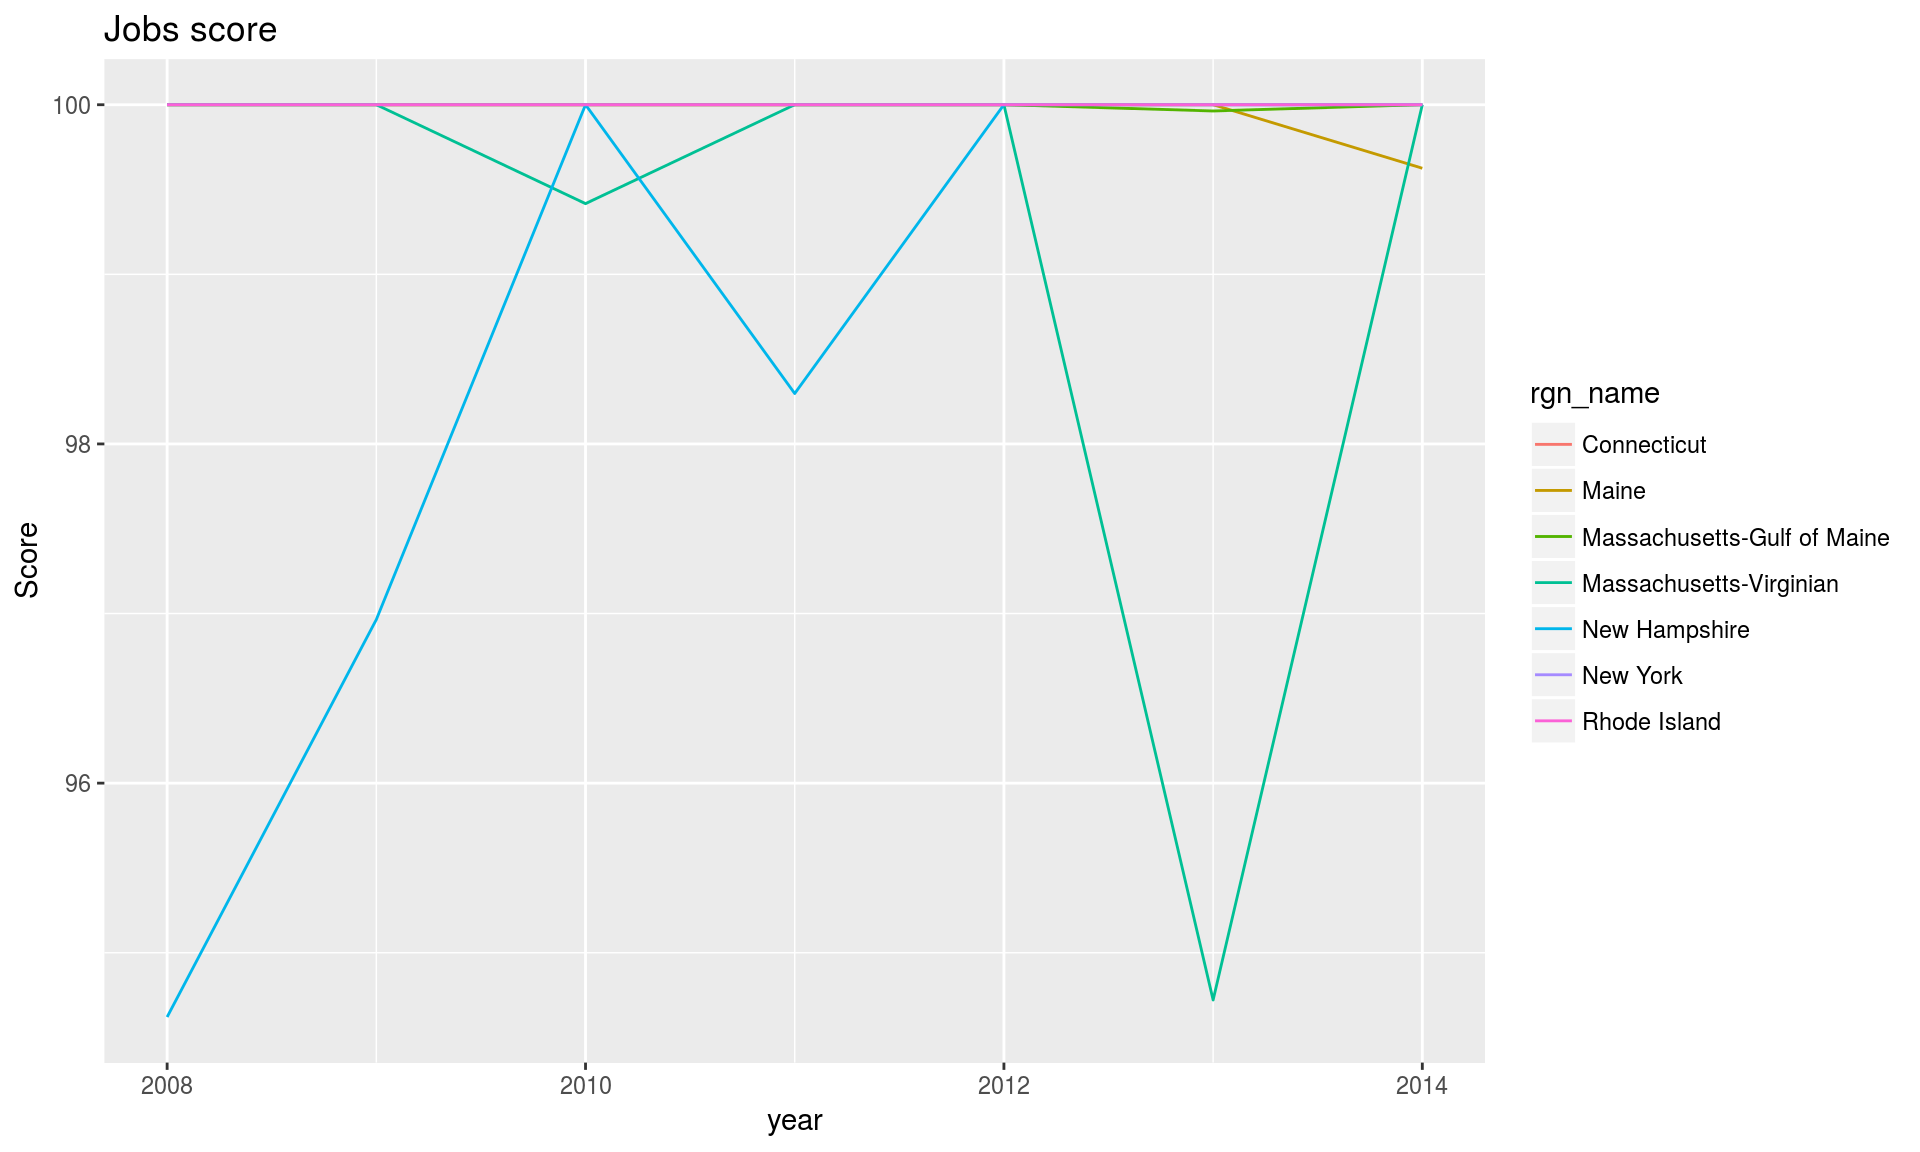 Jobs score
100
98
96
Score
2008
2010
2012
2014
year
rgn_name
Connecticut
Maine
Massachusetts-Gulf of Maine
Massachusetts-Virginian
New Hampshire
New York
Rhode Island